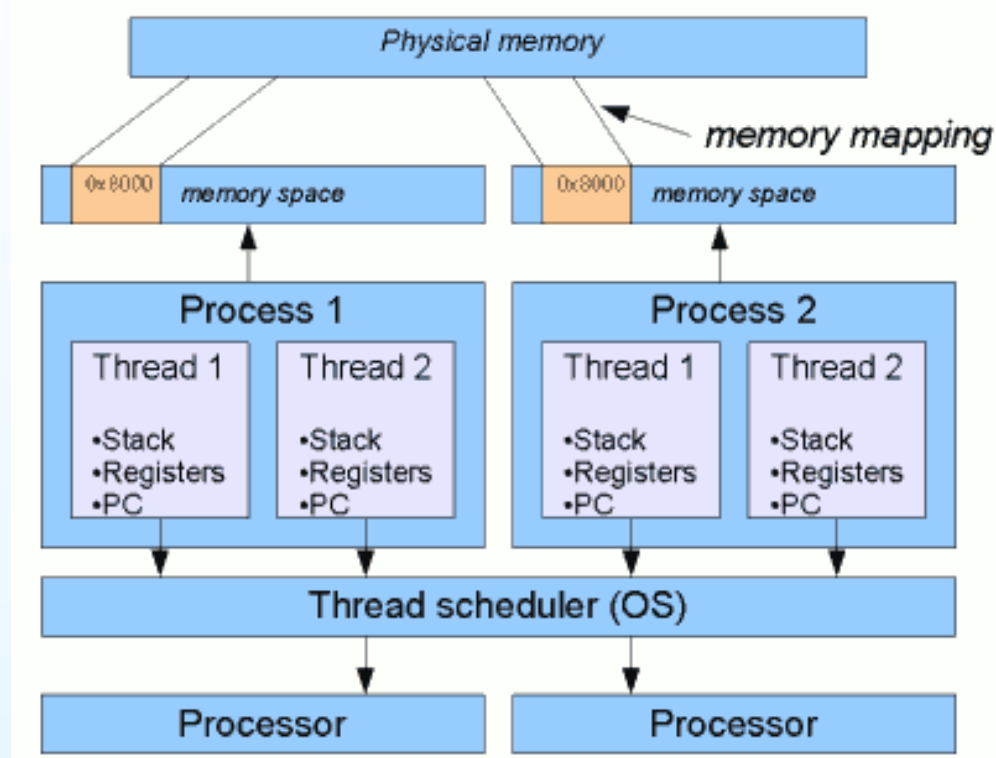 Physical memory
memory mapping
0x8000 memory space
0x8000 memory space
Process 1
Process 2
Thread 1
Thread 2
Thread 1
Thread 2
•Stack
•Registers
•PC
•Stack
•Registers
•PC
•Stack
•Registers
•PC
•Stack
•Registers
•PC
Thread scheduler (OS)
Processor
Processor